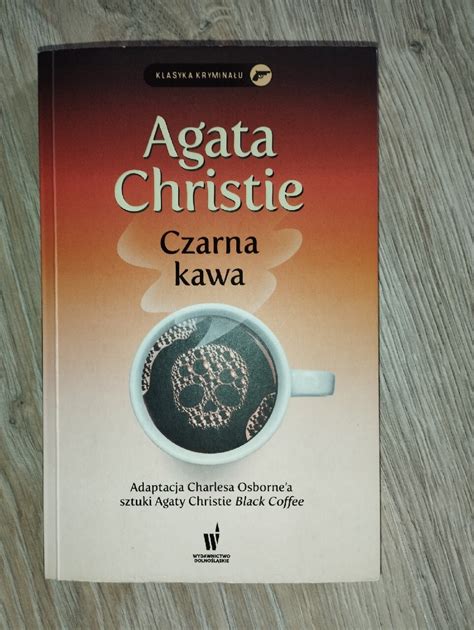 KLASYKA KRYMINAŁU
Agata
Christie
Czarna
kawa
Adaptacja Charlesa Osborne'a
sztuki Agaty Christie Black Coffee
WYDAWNICTWO
DOLNOŚLĄSKIE